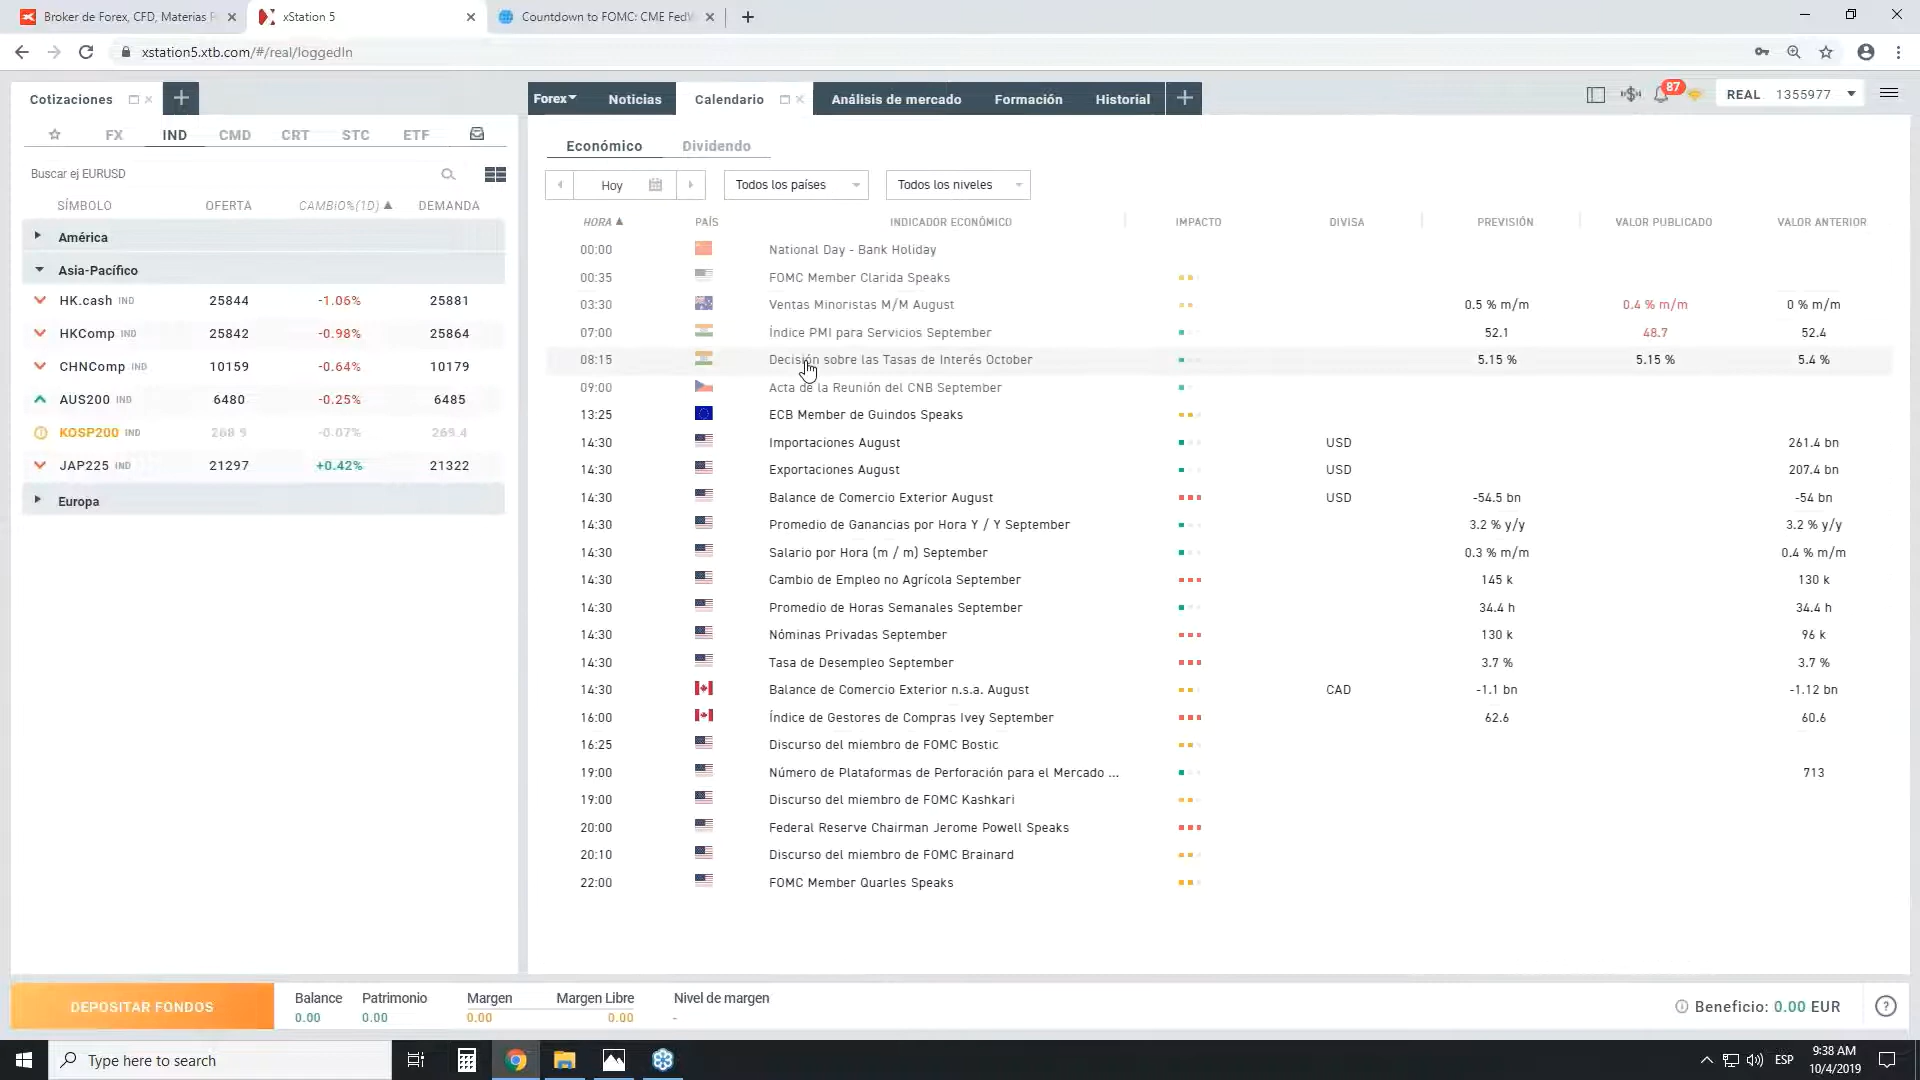 Broker de Forex, CFD, Materias P
xStation 5
Countdown to FOMC: CME FedW
xstation5.xtb.com/#/real/loggedIn
Cotizaciones
Forex Noticias Calendario Análisis de mercado Formación Historial
87
REAL 1355977
FX IND CMD CRT STC ETF
Económico Dividendo
Buscar ej EURUSD
Hoy Todos los países Todos los niveles
SÍMBOLO OFERTA CAMBIO%(1D) DEMANDA
América
Asia-Pacífico
HK.cash IND 25844 -1.06% 25881
HKComp IND 25842 -0.98% 25864
CHNComp IND 10159 -0.64% 10179
AUS200 IND 6480 -0.25% 6485
KOSP200 IND 268.9 -0.07% 269.4
JAP225 IND 21297 +0.42% 21322
Europa
HORA PAÍS INDICADOR ECONÓMICO IMPACTO DIVISA PREVISIÓN VALOR PUBLICADO VALOR ANTERIOR
00:00 National Day - Bank Holiday
00:35 FOMC Member Clarida Speaks
03:30 Ventas Minoristas M/M August 0.5 % m/m 0.4 % m/m 0 % m/m
07:00 Índice PMI para Servicios September 52.1 48.7 52.4
08:15 Decisión sobre las Tasas de Interés October 5.15 % 5.15 % 5.4 %
09:00 Acta de la Reunión del CNB September
13:25 ECB Member de Guindos Speaks
14:30 Importaciones August USD 261.4 bn
14:30 Exportaciones August USD 207.4 bn
14:30 Balance de Comercio Exterior August USD -54.5 bn -54 bn
14:30 Promedio de Ganancias por Hora Y / Y September 3.2 % y/y 3.2 % y/y
14:30 Salario por Hora (m / m) September 0.3 % m/m 0.4 % m/m
14:30 Cambio de Empleo no Agrícola September 145 k 130 k
14:30 Promedio de Horas Semanales September 34.4 h 34.4 h
14:30 Nóminas Privadas September 130 k 96 k
14:30 Tasa de Desempleo September 3.7 % 3.7 %
14:30 Balance de Comercio Exterior n.s.a. August CAD -1.1 bn -1.12 bn
16:00 Índice de Gestores de Compras Ivey September 62.6 60.6
16:25 Discurso del miembro de FOMC Bostic
19:00 Número de Plataformas de Perforación para el Mercado ... 713
19:00 Discurso del miembro de FOMC Kashkari
20:00 Federal Reserve Chairman Jerome Powell Speaks
20:10 Discurso del miembro de FOMC Brainard
22:00 FOMC Member Quarles Speaks
DEPOSITAR FONDOS
Balance Patrimonio Margen Margen Libre Nivel de margen
0.00 0.00 0.00 0.00 -
Beneficio: 0.00 EUR
Type here to search
ESP
9:38 AM
10/4/2019